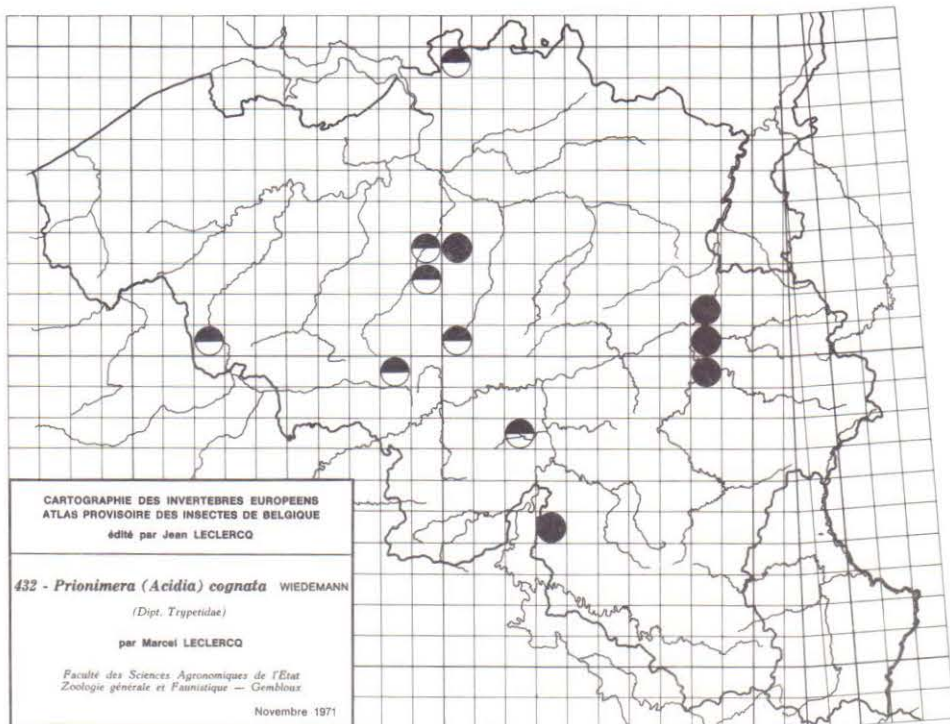 CARTOGRAPHIE DES INVERTEBRES EUROPEENS
ATLAS PROVISOIRE DES INSECTES DE BELGIQUE
édité par Jean LECLERCQ
432 - Prionimera (Acidia) cognata WIEDEMANN
(Dipt. Trypetidae)
par Marcel LECLERCQ
Faculté des Sciences Agronomiques de l'Etat
Zoologie générale et Faunistique — Gembloux
Novembre 1971